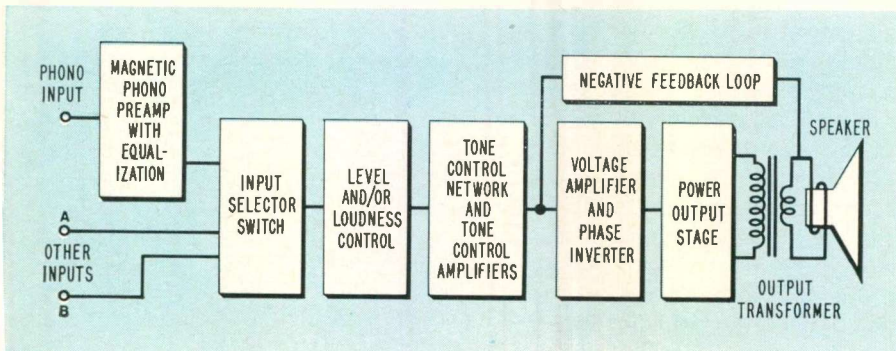 PHONO
INPUT
MAGNETIC
PHONO
PREAMP
WITH
EQUAL-
IZATION
A
OTHER
INPUTS
B
INPUT
SELECTOR
SWITCH
LEVEL
AND/OR
LOUDNESS
CONTROL
TONE
CONTROL
NETWORK
AND
TONE
CONTROL
AMPLIFIERS
NEGATIVE FEEDBACK LOOP
VOLTAGE
AMPLIFIER
AND
PHASE
INVERTER
POWER
OUTPUT
STAGE
SPEAKER
OUTPUT
TRANSFORMER